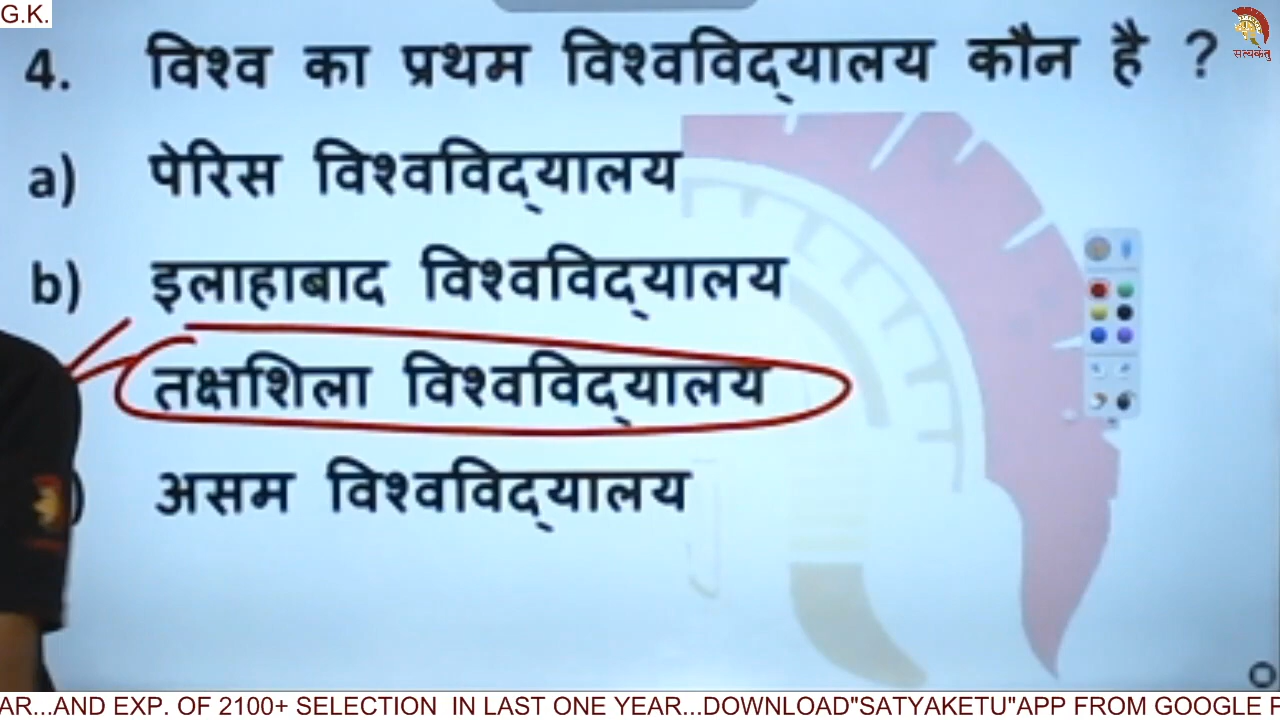 G.K.
सत्यकेतु
4. विश्व का प्रथम विश्वविद्यालय कौन है ?
a) पेरिस विश्वविद्यालय
b) इलाहाबाद विश्वविद्यालय
तक्षशिला विश्वविद्यालय
) असम विश्वविद्यालय
AR...AND EXP. OF 2100+ SELECTION IN LAST ONE YEAR...DOWNLOAD"SATYAKETU"APP FROM GOOGLE